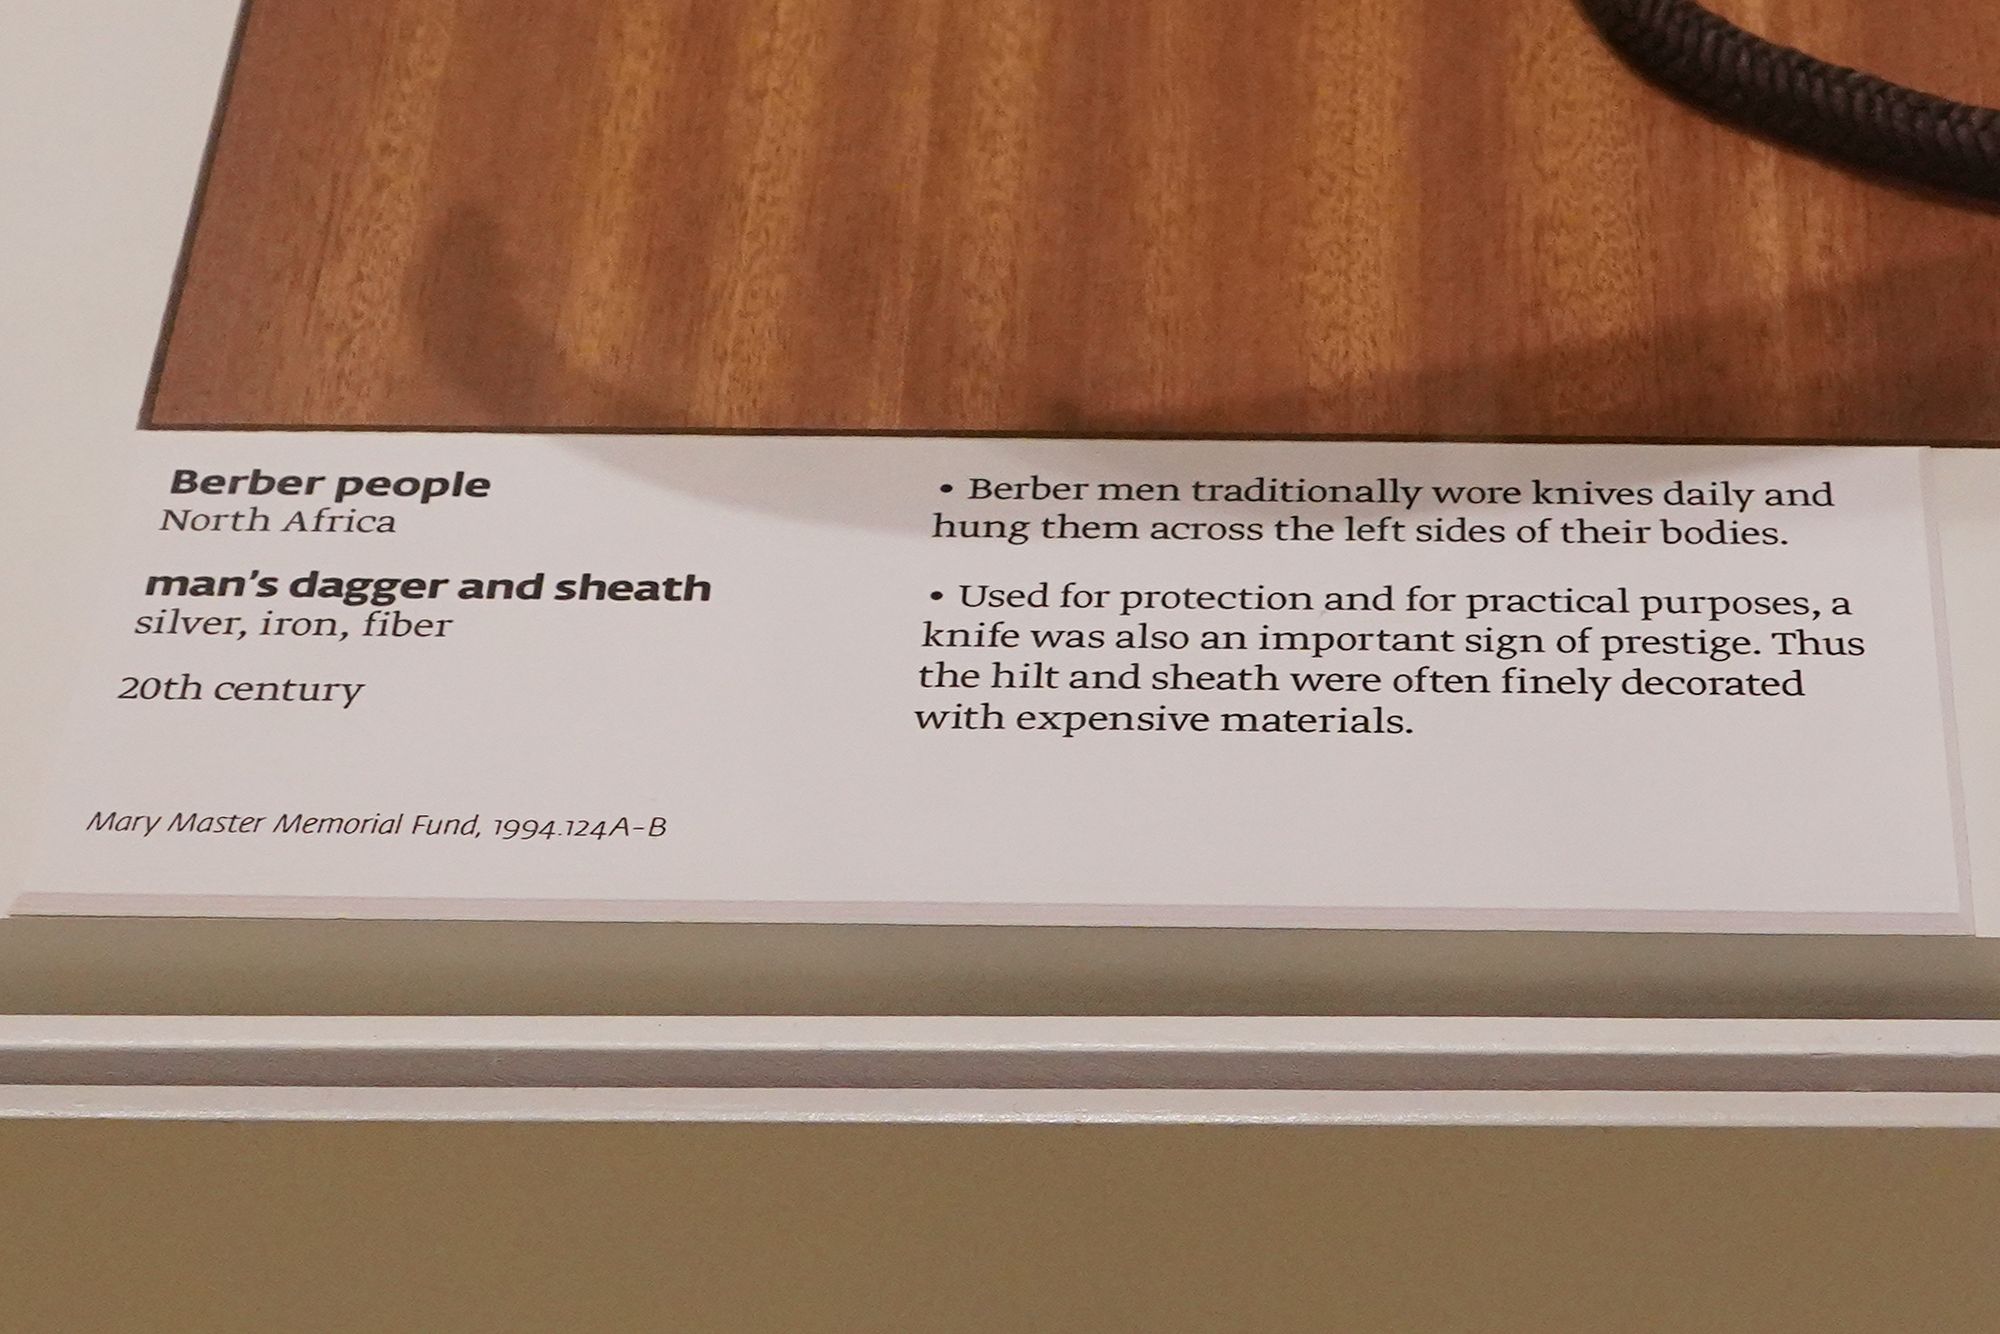 Berber people
North Africa
man's dagger and sheath
silver, iron, fiber
20th century
Mary Master Memorial Fund, 1994.124A-B
• Berber men traditionally wore knives daily and
hung them across the left sides of their bodies.
• Used for protection and for practical purposes, a
knife was also an important sign of prestige. Thus
the hilt and sheath were often finely decorated
with expensive materials.